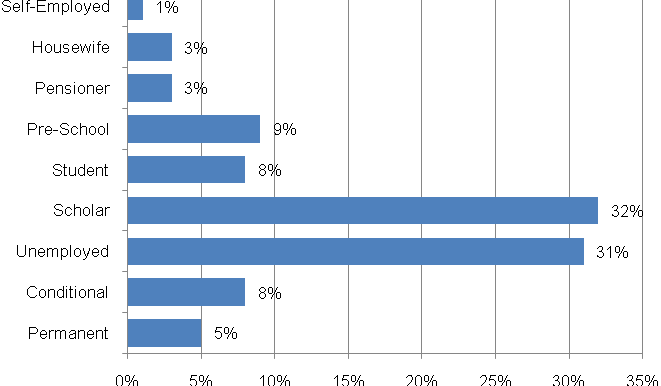 Self-Employed 1%
Housewife 3%
Pensioner 3%
Pre-School 9%
Student 8%
Scholar 32%
Unemployed 31%
Conditional 8%
Permanent 5%
0% 5% 10% 15% 20% 25% 30% 35%